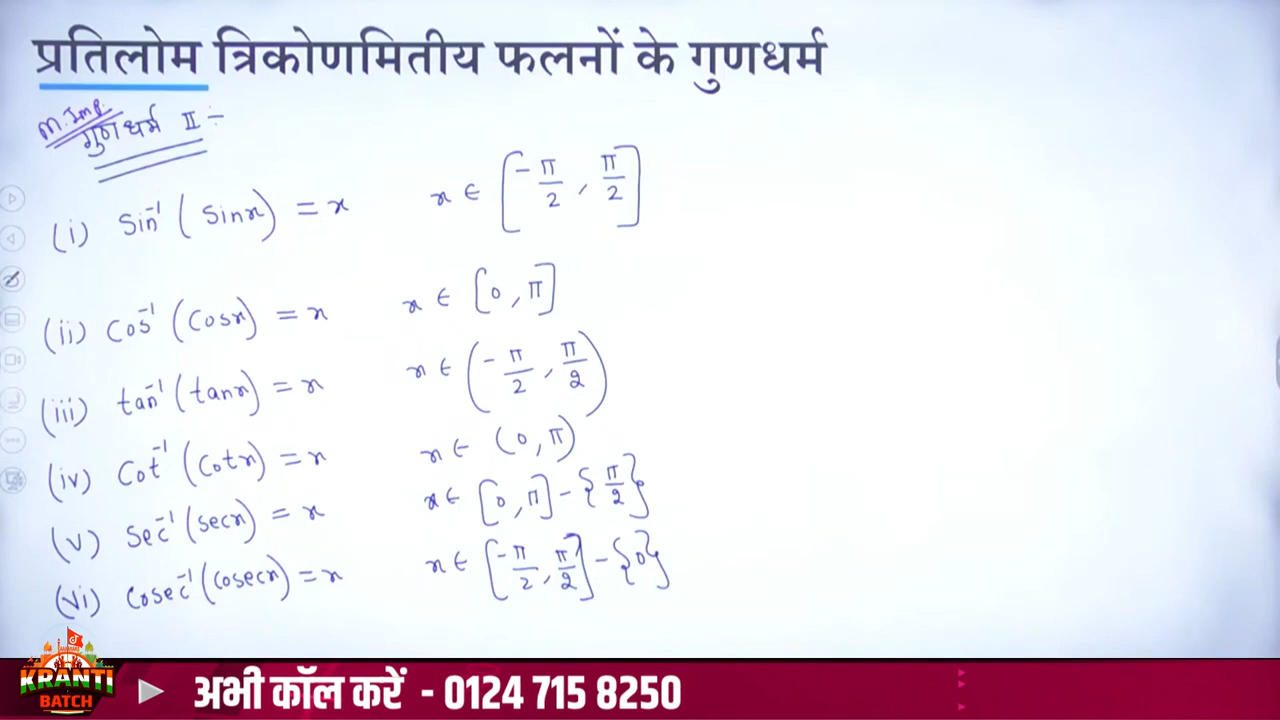 प्रतिलोम त्रिकोणमितीय फलनों के गुणधर्म
M.Imp.
गुणधर्म II :-
(i) Sin⁻¹ (Sinx) = x x ∈ [-π/2, π/2]
(ii) Cos⁻¹ (Cosx) = x x ∈ [0, π]
(iii) tan⁻¹ (tanx) = x x ∈ (-π/2, π/2)
(iv) Cot⁻¹ (Cotx) = x x ∈ (0, π)
(v) Sec⁻¹ (secx) = x x ∈ [0, π] - {π/2}
(vi) Cosec⁻¹ (Cosecx) = x x ∈ [-π/2, π/2] - {0}
KRANTI
BATCH
अभी कॉल करें - 0124 715 8250